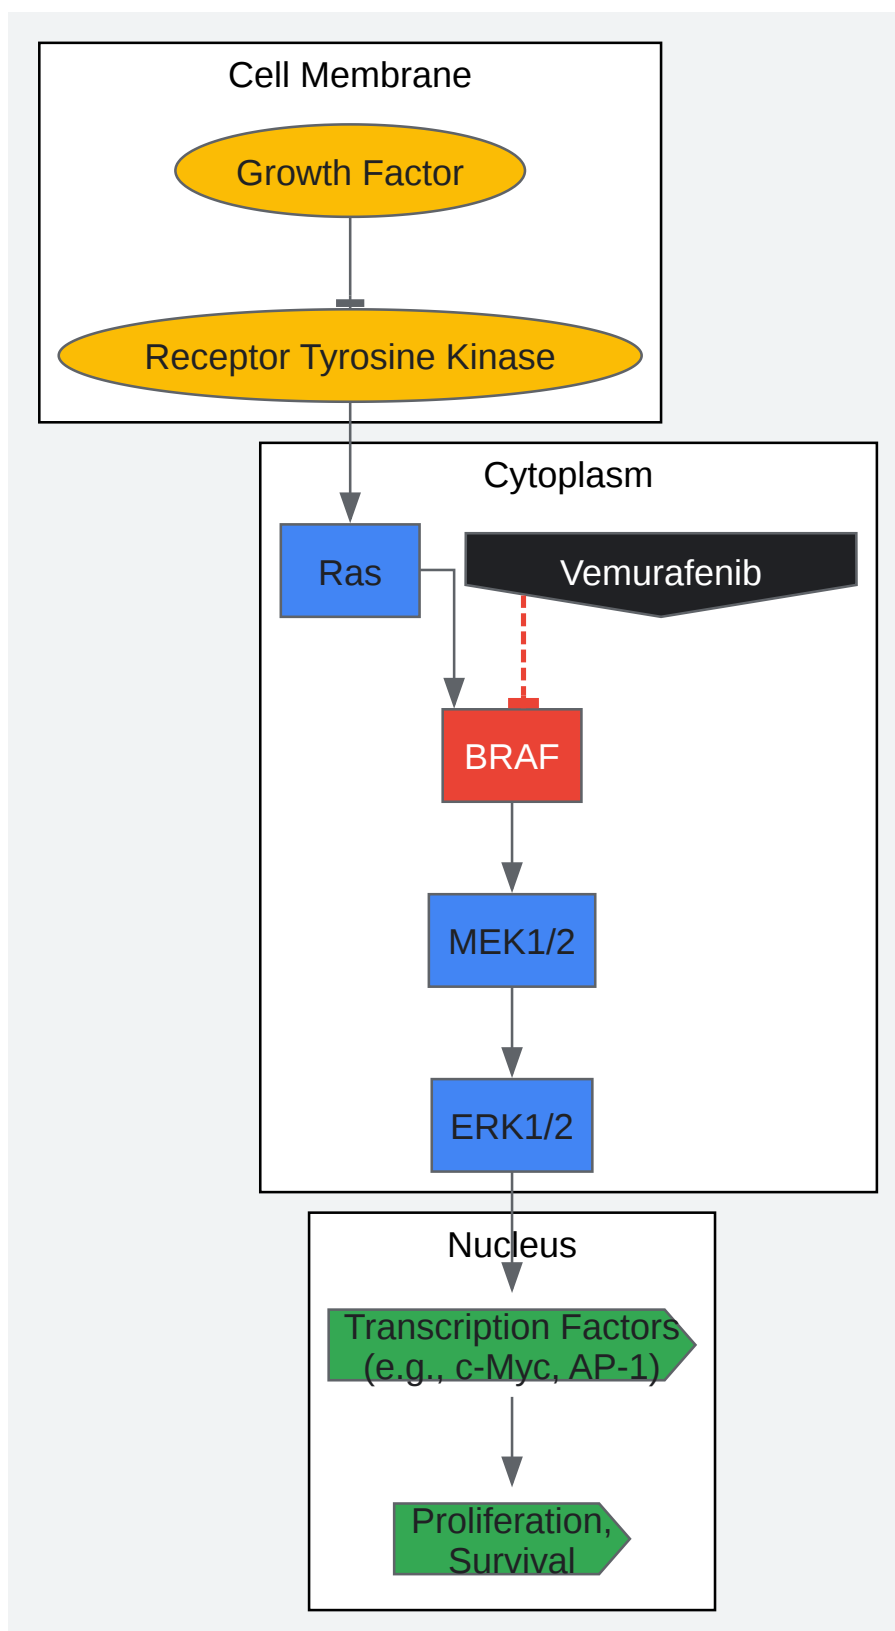 Cell Membrane
Growth Factor
Receptor Tyrosine Kinase
Cytoplasm
Ras
Vemurafenib
BRAF
MEK1/2
ERK1/2
Nucleus
Transcription Factors
(e.g., c-Myc, AP-1)
Proliferation,
Survival